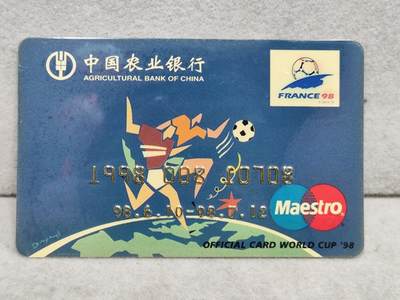 中国农业银行
AGRICULTURAL BANK OF CHINA
FRANCE 98
1998 008 20708
98.6.10-98.7.12
Maestro
OFFICIAL CARD WORLD CUP '98